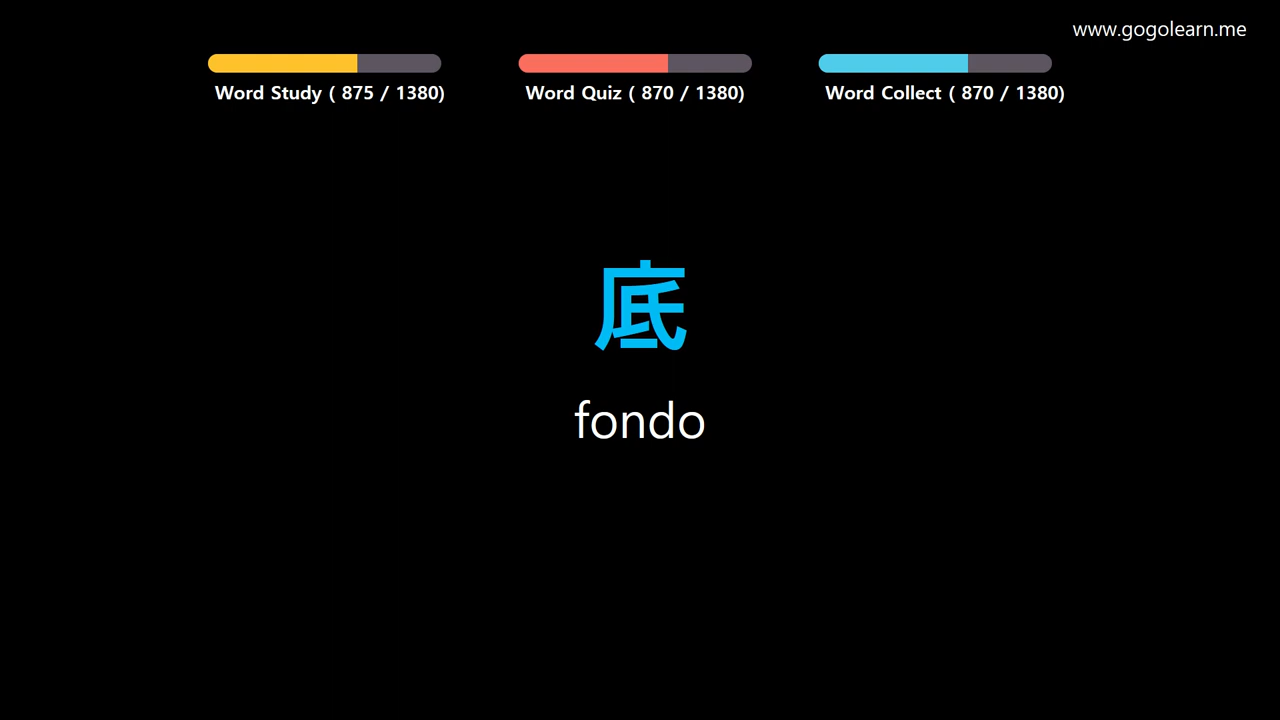 www.gogolearn.me
Word Study ( 875 / 1380)
Word Quiz ( 870 / 1380)
Word Collect ( 870 / 1380)
底
fondo